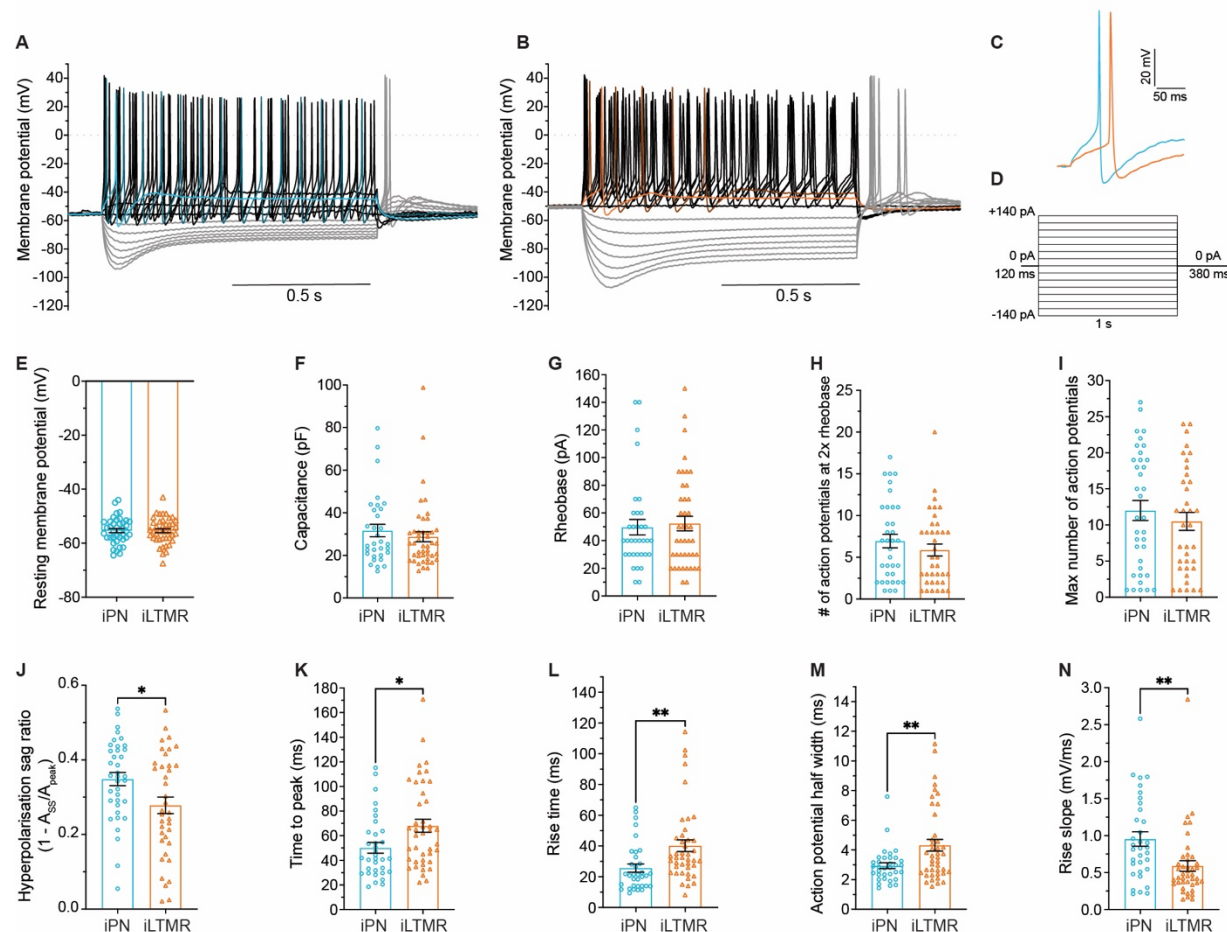 A
Membrane potential (mV)
40
20
0
-20
-40
-60
-80
-100
-120
0.5 s
B
Membrane potential (mV)
40
20
0
-20
-40
-60
-80
-100
-120
0.5 s
C
20 mV
50 ms
D
+140 pA
0 pA
120 ms
-140 pA
1 s
0 pA
380 ms
E
Resting membrane potential (mV)
0
-20
-40
-60
-80
iPN iLTMR
F
Capacitance (pF)
100
80
60
40
20
0
iPN iLTMR
G
Rheobase (pA)
160
140
120
100
80
60
40
20
0
iPN iLTMR
H
# of action potentials at 2x rheobase
25
20
15
10
5
0
iPN iLTMR
I
Max number of action potentials
30
25
20
15
10
5
0
iPN iLTMR
J
Hyperpolarisation sag ratio
(1 - ASS/Apeak)
0.6
0.4
0.2
0.0
*
iPN iLTMR
K
Time to peak (ms)
180
160
140
120
100
80
60
40
20
0
*
iPN iLTMR
L
Rise time (ms)
140
120
100
80
60
40
20
0
**
iPN iLTMR
M
Action potential half width (ms)
16
14
12
10
8
6
4
2
0
**
iPN iLTMR
N
Rise slope (mV/ms)
3.0
2.5
2.0
1.5
1.0
0.5
0.0
**
iPN iLTMR